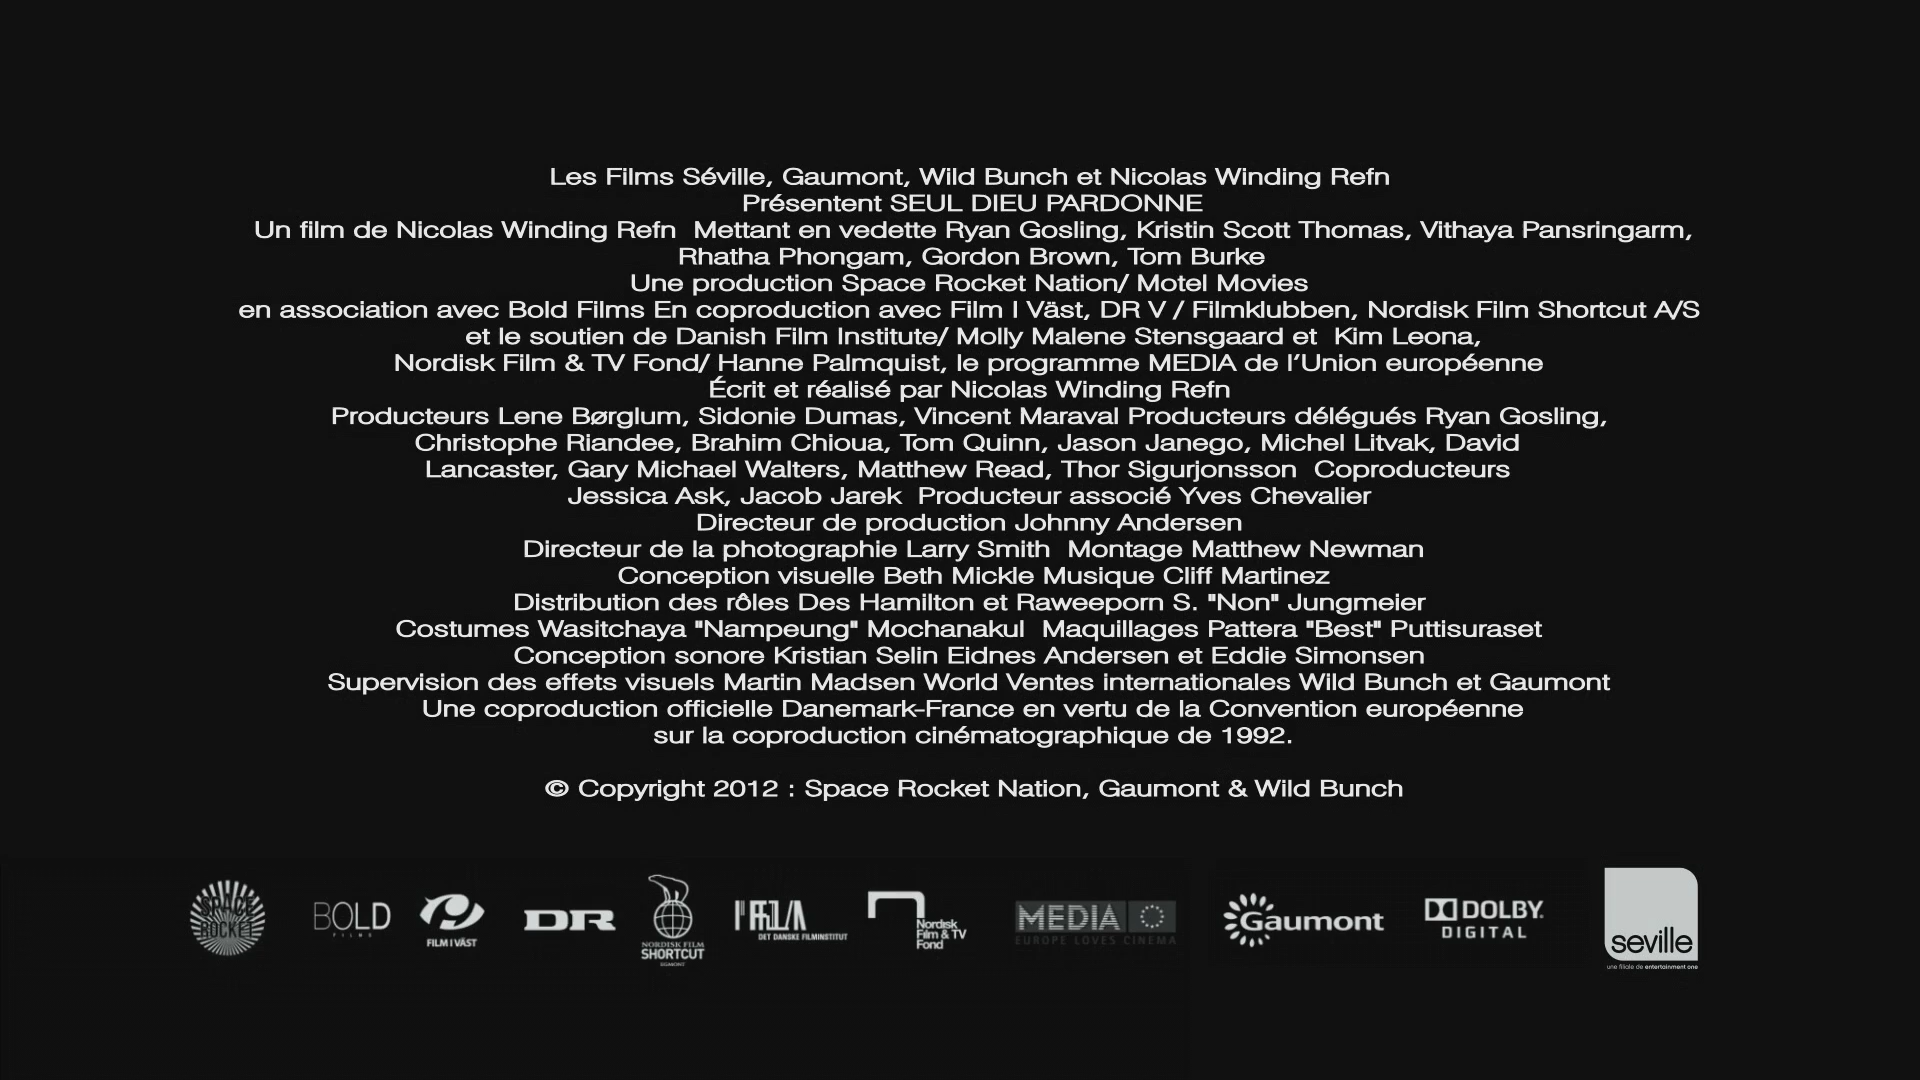 Les Films Séville, Gaumont, Wild Bunch et Nicolas Winding Refn
Présentent SEUL DIEU PARDONNE
Un film de Nicolas Winding Refn  Mettant en vedette Ryan Gosling, Kristin Scott Thomas, Vithaya Pansringarm,
Rhatha Phongam, Gordon Brown, Tom Burke
Une production Space Rocket Nation/ Motel Movies
en association avec Bold Films En coproduction avec Film I Väst, DR V / Filmklubben, Nordisk Film Shortcut A/S
et le soutien de Danish Film Institute/ Molly Malene Stensgaard et  Kim Leona,
Nordisk Film & TV Fond/ Hanne Palmquist, le programme MEDIA de l’Union européenne
Écrit et réalisé par Nicolas Winding Refn
Producteurs Lene Børglum, Sidonie Dumas, Vincent Maraval Producteurs délégués Ryan Gosling,
Christophe Riandee, Brahim Chioua, Tom Quinn, Jason Janego, Michel Litvak, David
Lancaster, Gary Michael Walters, Matthew Read, Thor Sigurjonsson  Coproducteurs
Jessica Ask, Jacob Jarek  Producteur associé Yves Chevalier
Directeur de production Johnny Andersen
Directeur de la photographie Larry Smith  Montage Matthew Newman
Conception visuelle Beth Mickle Musique Cliff Martinez
Distribution des rôles Des Hamilton et Raweeporn S. "Non" Jungmeier
Costumes Wasitchaya "Nampeung" Mochanakul  Maquillages Pattera "Best" Puttisuraset
Conception sonore Kristian Selin Eidnes Andersen et Eddie Simonsen
Supervision des effets visuels Martin Madsen World Ventes internationales Wild Bunch et Gaumont
Une coproduction officielle Danemark-France en vertu de la Convention européenne
sur la coproduction cinématographique de 1992.
© Copyright 2012 : Space Rocket Nation, Gaumont & Wild Bunch
SPACE
ROCKET
BOLD
FILMS
FILM I VÄST
DR
NORDISK FILM
SHORTCUT
EGMONT
DET DANSKE FILMINSTITUT
Nordisk
Film & TV
Fond
MEDIA
EUROPE LOVES CINEMA
Gaumont
DOLBY.
DIGITAL
seville
une filiale de entertainment one